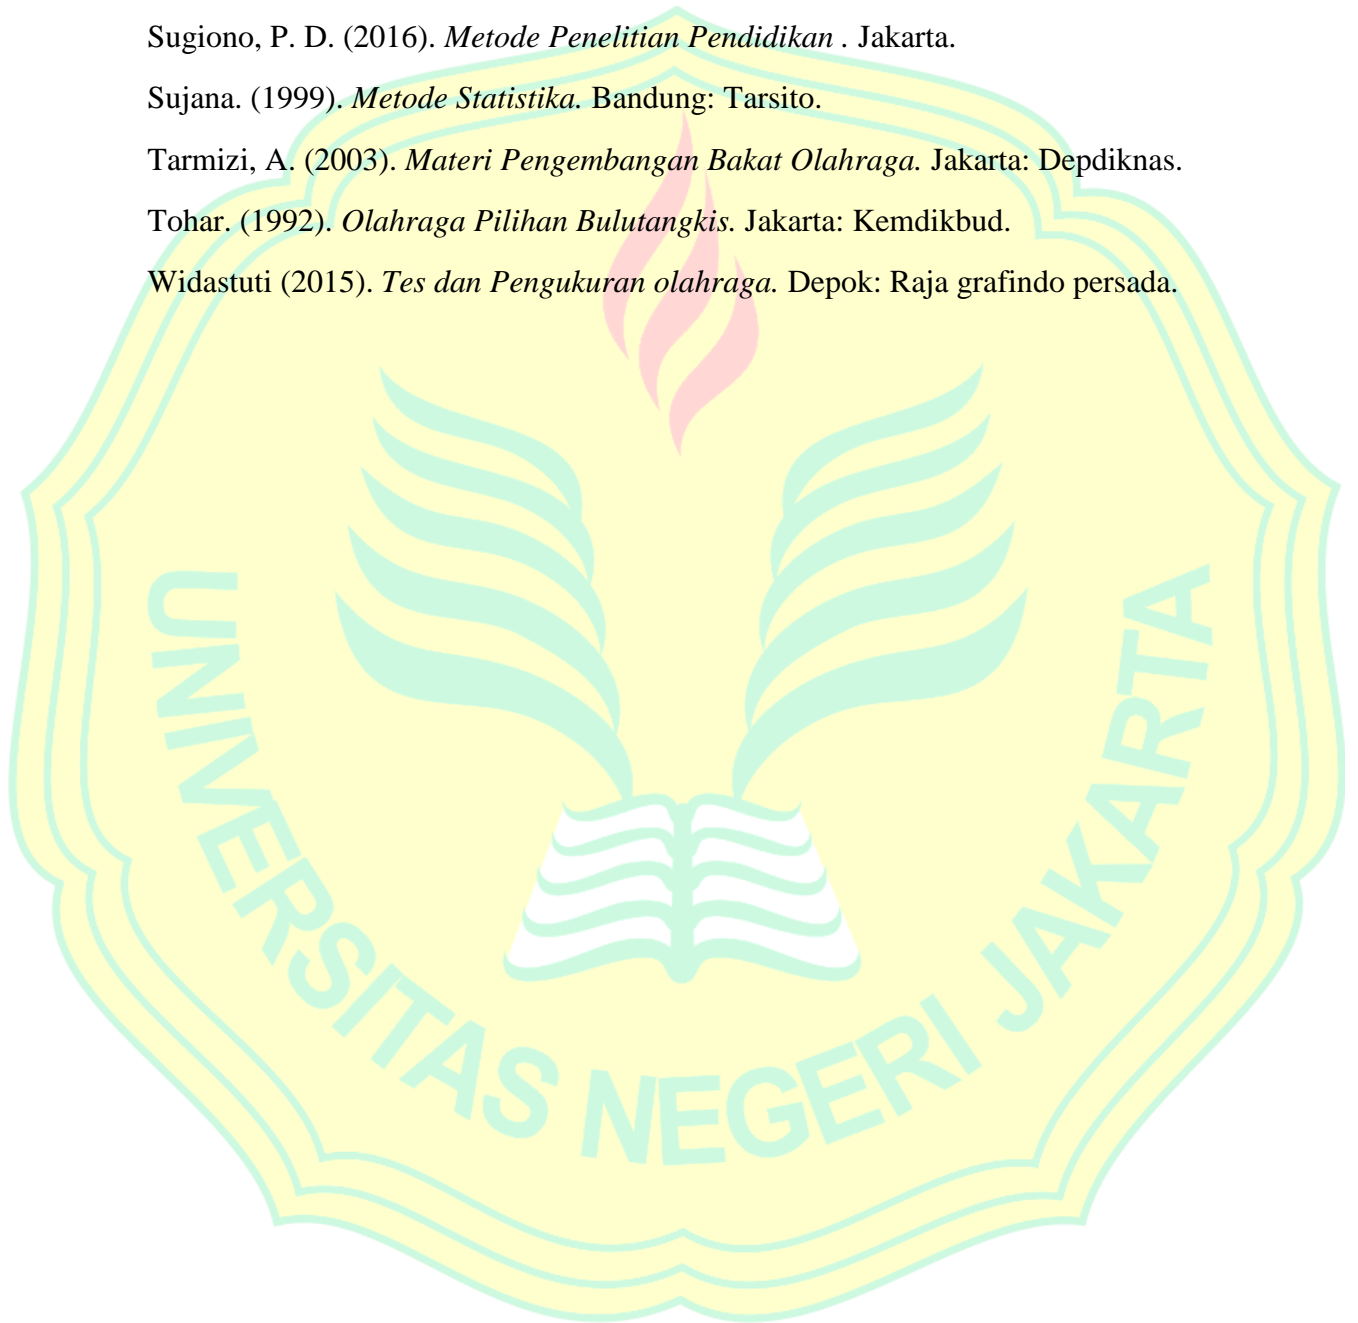 Sugiono, P. D. (2016). Metode Penelitian Pendidikan . Jakarta.
Sujana. (1999). Metode Statistika. Bandung: Tarsito.
Tarmizi, A. (2003). Materi Pengembangan Bakat Olahraga. Jakarta: Depdiknas.
Tohar. (1992). Olahraga Pilihan Bulutangkis. Jakarta: Kemdikbud.
Widastuti (2015). Tes dan Pengukuran olahraga. Depok: Raja grafindo persada.
UNIVERSITAS NEGERI JAKARTA